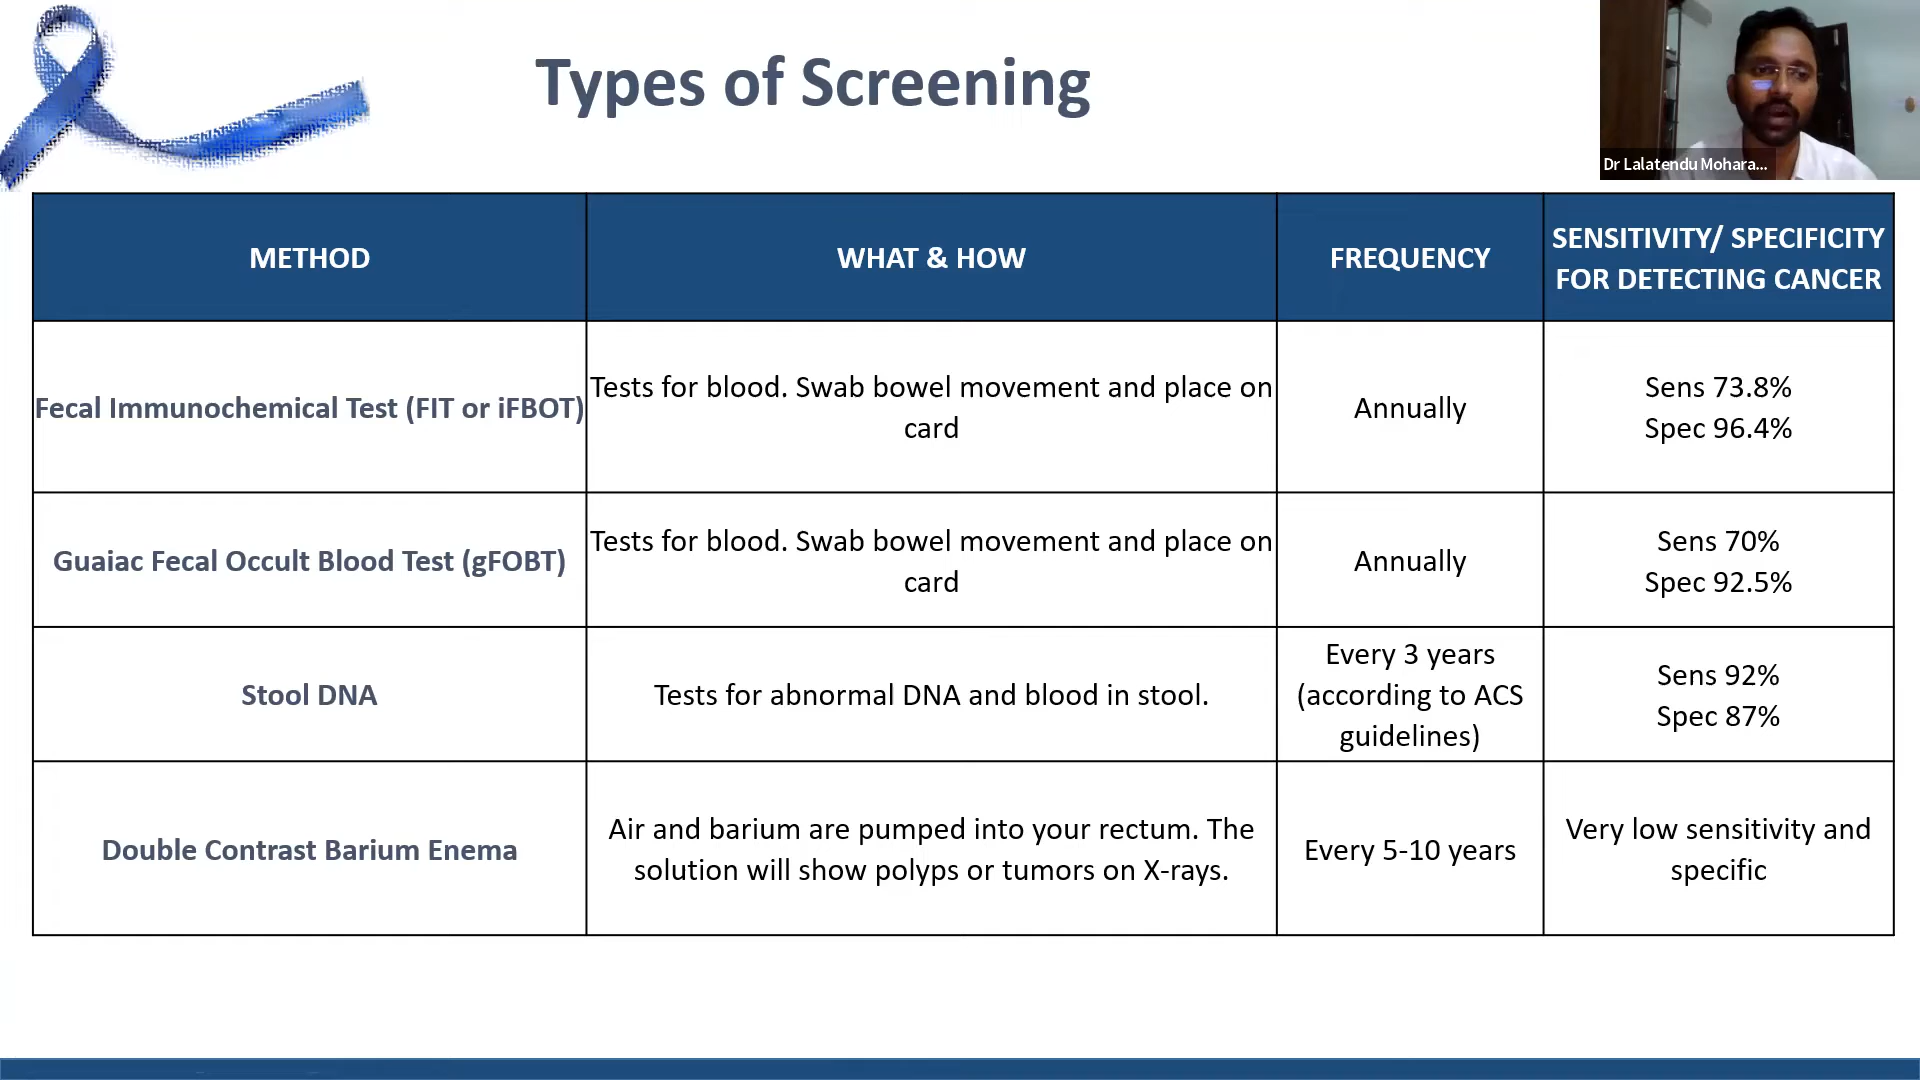 Types of Screening
Dr Lalatendu Mohara...
METHOD
WHAT & HOW
FREQUENCY
SENSITIVITY/ SPECIFICITY
FOR DETECTING CANCER
Fecal Immunochemical Test (FIT or iFBOT)
Tests for blood. Swab bowel movement and place on
card
Annually
Sens 73.8%
Spec 96.4%
Guaiac Fecal Occult Blood Test (gFOBT)
Tests for blood. Swab bowel movement and place on
card
Annually
Sens 70%
Spec 92.5%
Stool DNA
Tests for abnormal DNA and blood in stool.
Every 3 years
(according to ACS
guidelines)
Sens 92%
Spec 87%
Double Contrast Barium Enema
Air and barium are pumped into your rectum. The
solution will show polyps or tumors on X-rays.
Every 5-10 years
Very low sensitivity and
specific